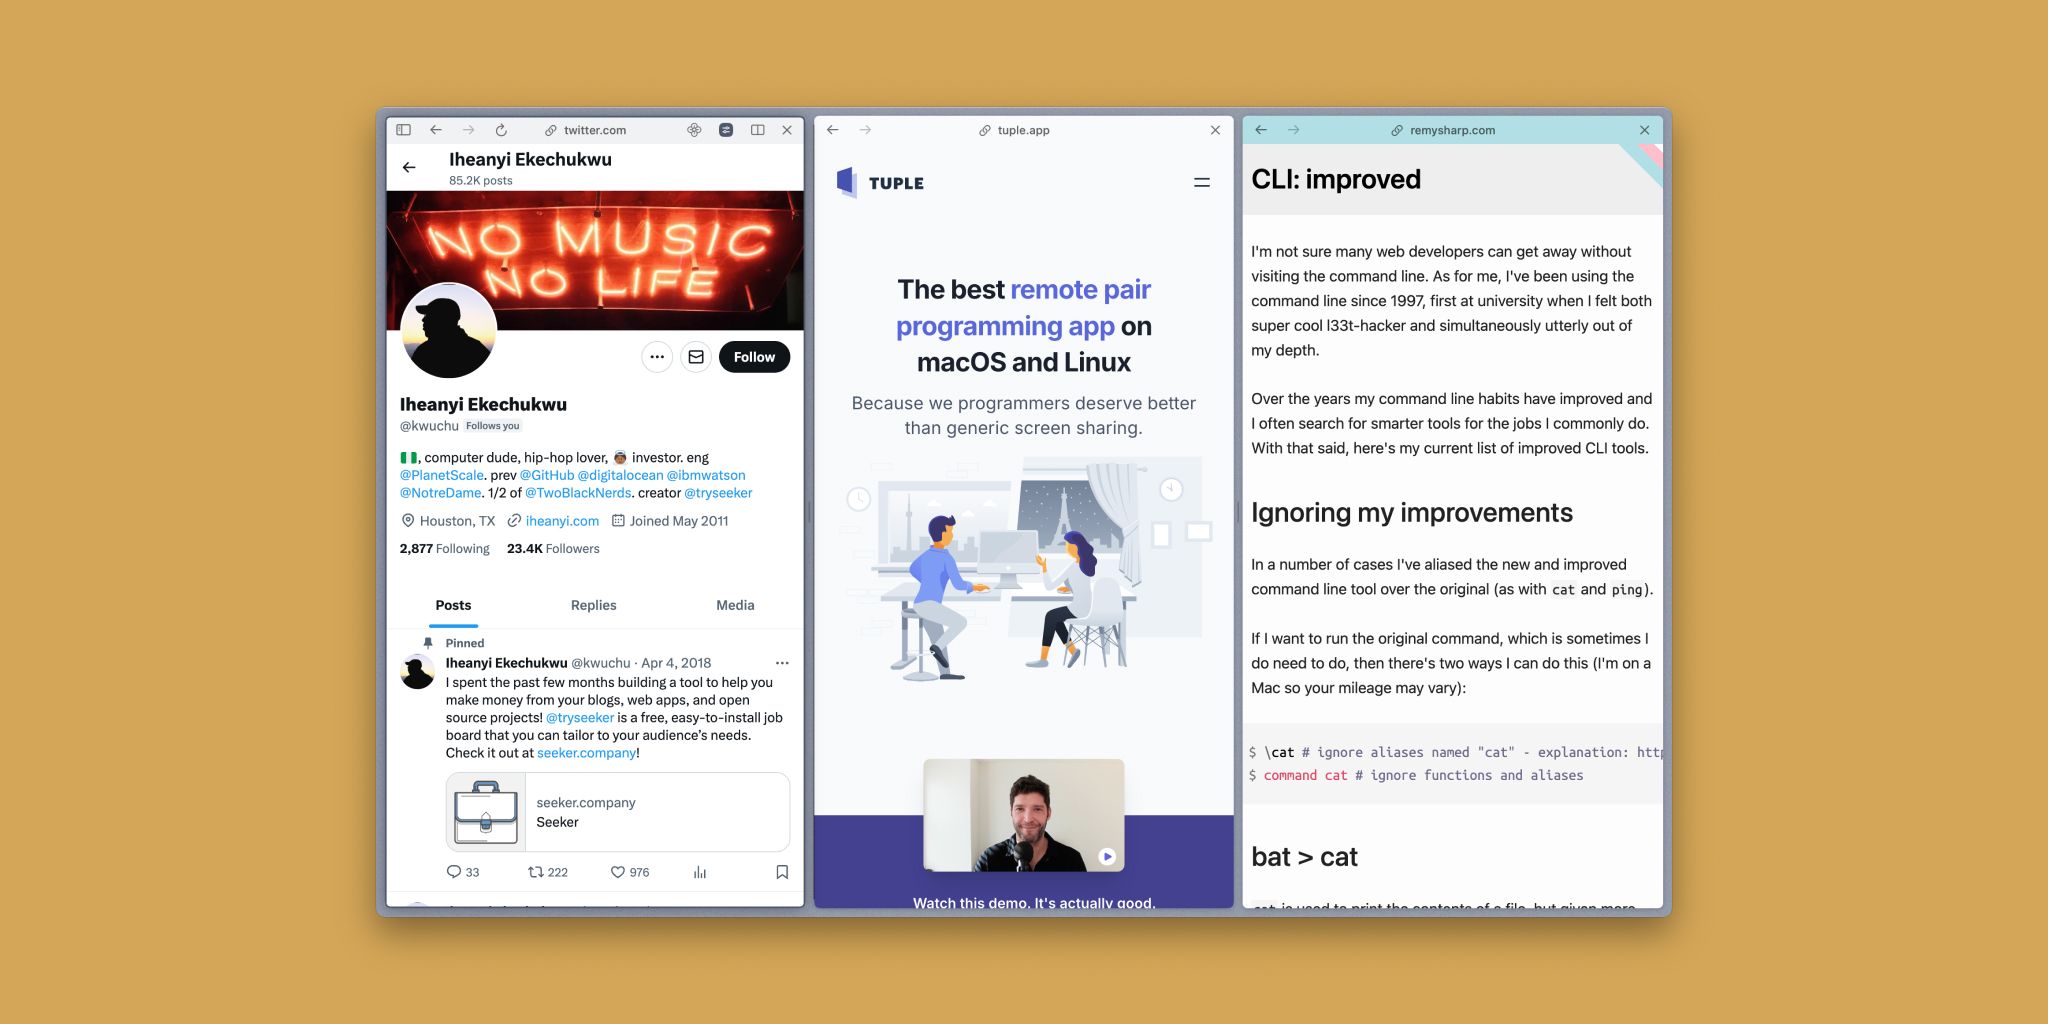 twitter.com
Iheanyi Ekechukwu
85.2K posts
NO MUSIC
NO LIFE
Follow
Iheanyi Ekechukwu
@kwuchu Follows you
🇳🇬, computer dude, hip-hop lover, 👨🏾‍🚀 investor. eng
@PlanetScale. prev @GitHub @digitalocean @ibmwatson
@NotreDame. 1/2 of @TwoBlackNerds. creator @tryseeker
Houston, TX iheanyi.com Joined May 2011
2,877 Following 23.4K Followers
Posts Replies Media
Pinned
Iheanyi Ekechukwu @kwuchu · Apr 4, 2018
I spent the past few months building a tool to help you
make money from your blogs, web apps, and open
source projects! @tryseeker is a free, easy-to-install job
board that you can tailor to your audience's needs.
Check it out at seeker.company!
seeker.company
Seeker
33 222 976
tuple.app
TUPLE
The best remote pair
programming app on
macOS and Linux
Because we programmers deserve better
than generic screen sharing.
Watch this demo. It's actually good.
remysharp.com
CLI: improved
I'm not sure many web developers can get away without
visiting the command line. As for me, I've been using the
command line since 1997, first at university when I felt both
super cool l33t-hacker and simultaneously utterly out of
my depth.
Over the years my command line habits have improved and
I often search for smarter tools for the jobs I commonly do.
With that said, here's my current list of improved CLI tools.
Ignoring my improvements
In a number of cases I've aliased the new and improved
command line tool over the original (as with cat and ping).
If I want to run the original command, which is sometimes I
do need to do, then there's two ways I can do this (I'm on a
Mac so your mileage may vary):
$ \cat # ignore aliases named "cat" - explanation: http
$ command cat # ignore functions and aliases
bat > cat
cat is used to print the contents of a file, but given more